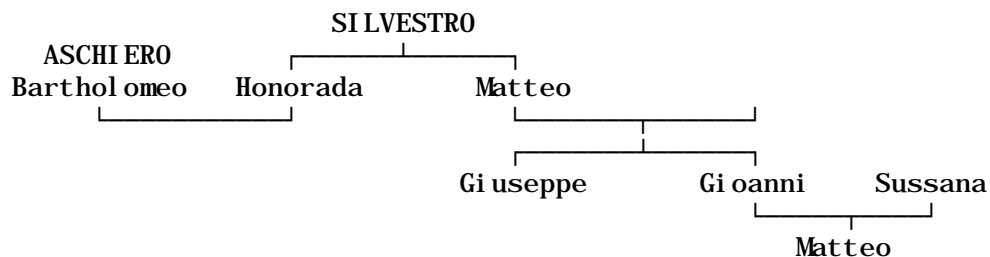 SILVESTRO
ASCHIERO
Bartholomeo Honorada Matteo
Giuseppe Gioanni Sussana
Matteo